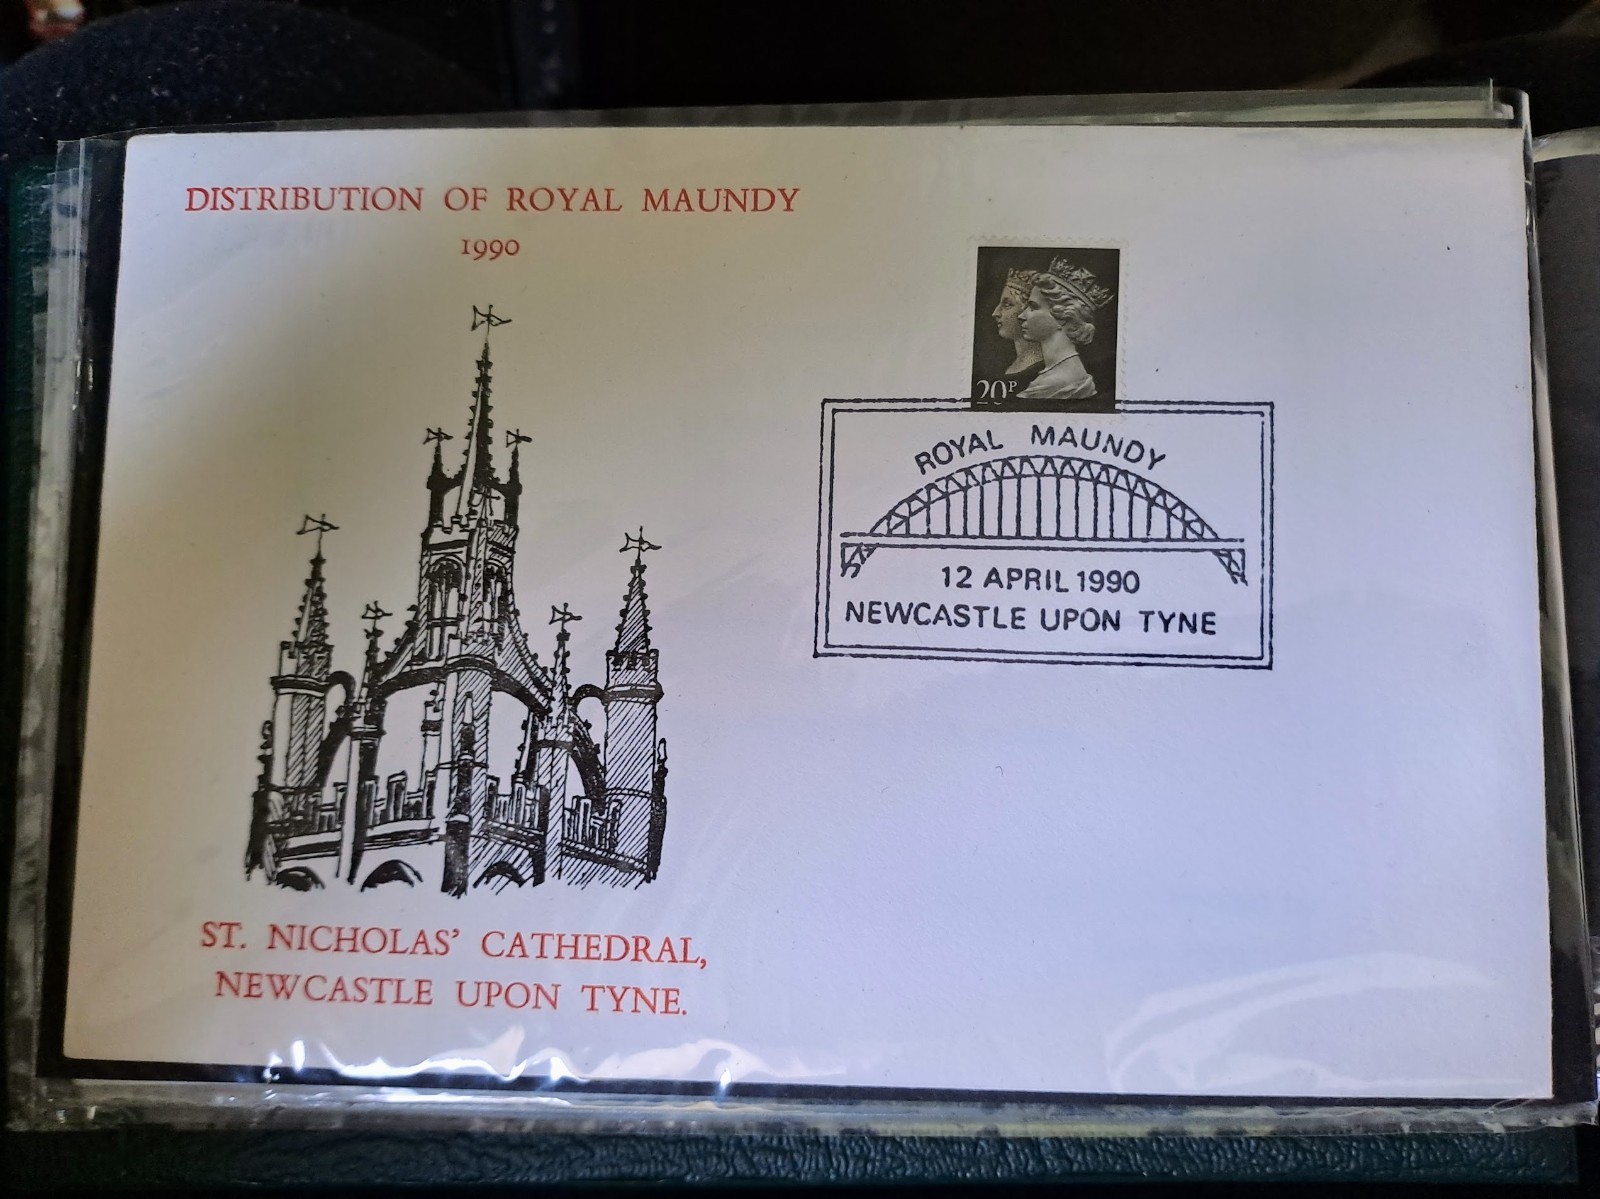 DISTRIBUTION OF ROYAL MAUNDY
1990
20P
ROYAL MAUNDY
12 APRIL 1990
NEWCASTLE UPON TYNE
ST. NICHOLAS' CATHEDRAL,
NEWCASTLE UPON TYNE.